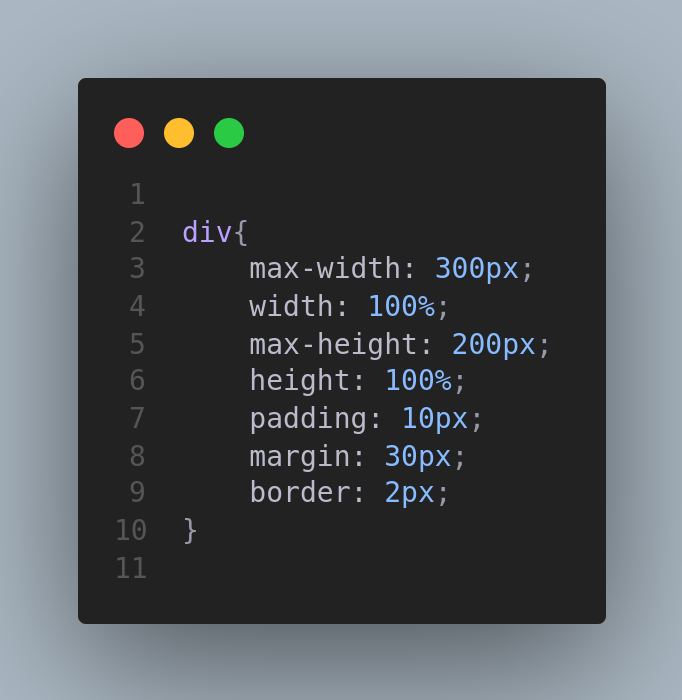 1
2 div{
3     max-width: 300px;
4     width: 100%;
5     max-height: 200px;
6     height: 100%;
7     padding: 10px;
8     margin: 30px;
9     border: 2px;
10 }
11